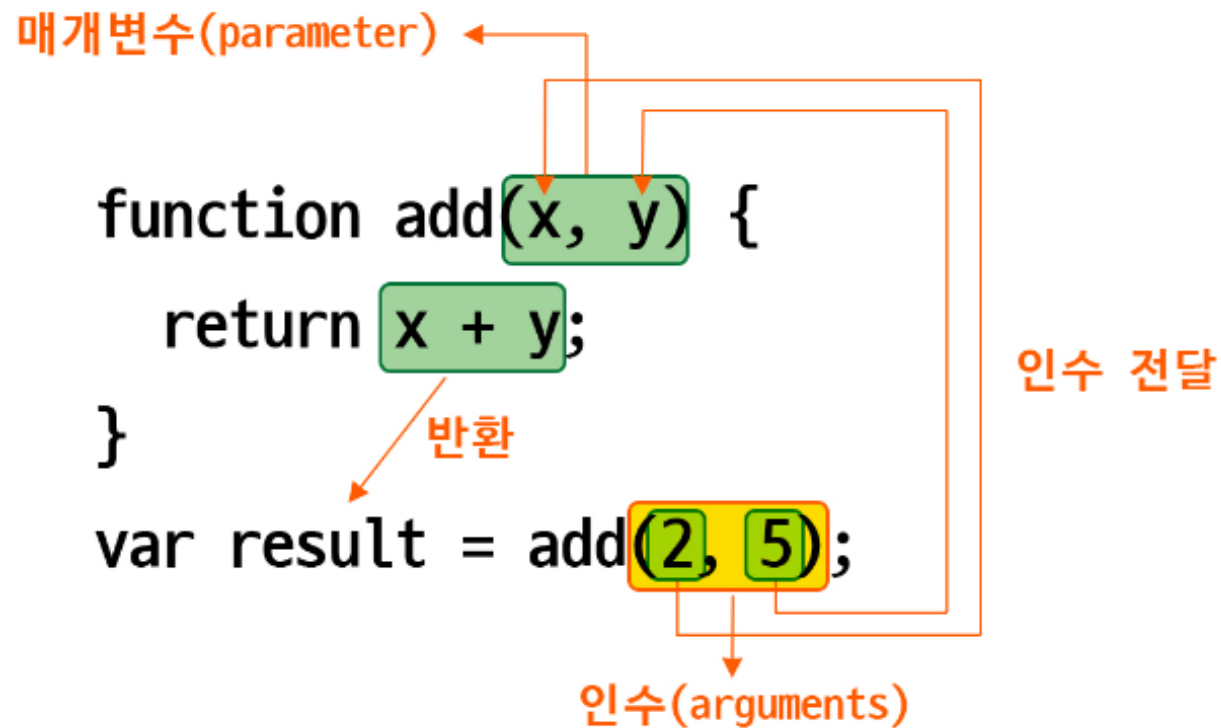 매개변수(parameter)
function add(x, y) {
return x + y;
인수 전달
}
반환
var result = add(2, 5);
인수(arguments)